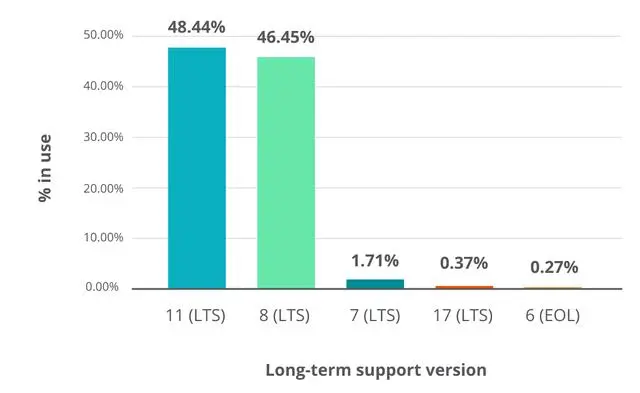 48.44%
46.45%
1.71%
0.37%
0.27%
50.00%
40.00%
30.00%
20.00%
10.00%
0.00%
% in use
11 (LTS)
8 (LTS)
7 (LTS)
17 (LTS)
6 (EOL)
Long-term support version